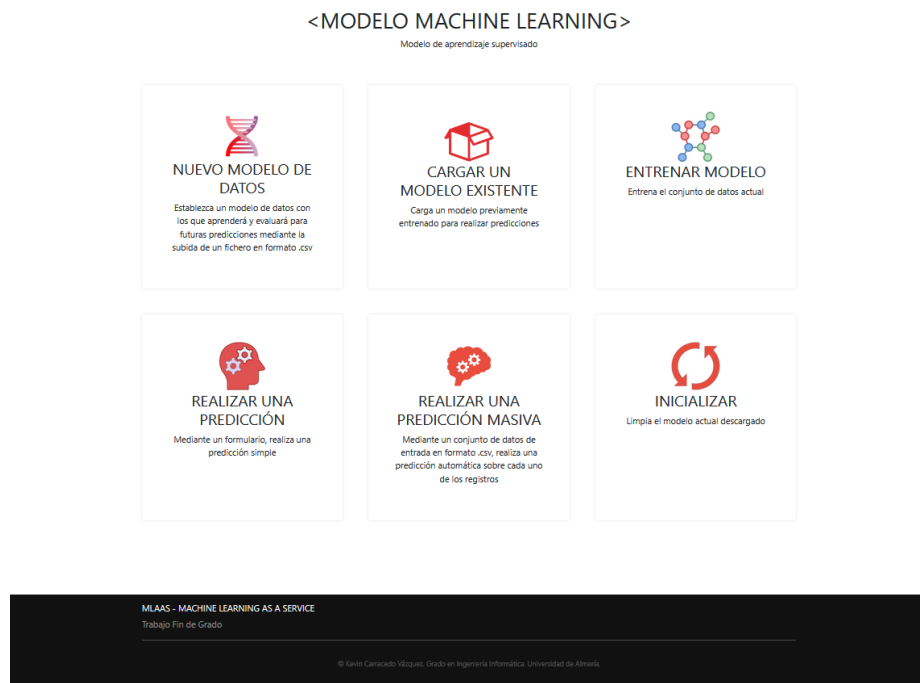 <MODELO MACHINE LEARNING>
Modelo de aprendizaje supervisado
NUEVO MODELO DE
DATOS
Establezca un modelo de datos con
los que aprenderá y evaluará para
futuras predicciones mediante la
subida de un fichero en formato .csv
CARGAR UN
MODELO EXISTENTE
Carga un modelo previamente
entrenado para realizar predicciones
ENTRENAR MODELO
Entrena el conjunto de datos actual
REALIZAR UNA
PREDICCIÓN
Mediante un formulario, realiza una
predicción simple
REALIZAR UNA
PREDICCIÓN MASIVA
Mediante un conjunto de datos de
entrada en formato .csv, realiza una
predicción automática sobre cada uno
de los registros
INICIALIZAR
Limpia el modelo actual descargado
MLAAS - MACHINE LEARNING AS A SERVICE
Trabajo Fin de Grado
© Kevin Carracedo Vázquez. Grado en Ingeniería Informática. Universidad de Almería